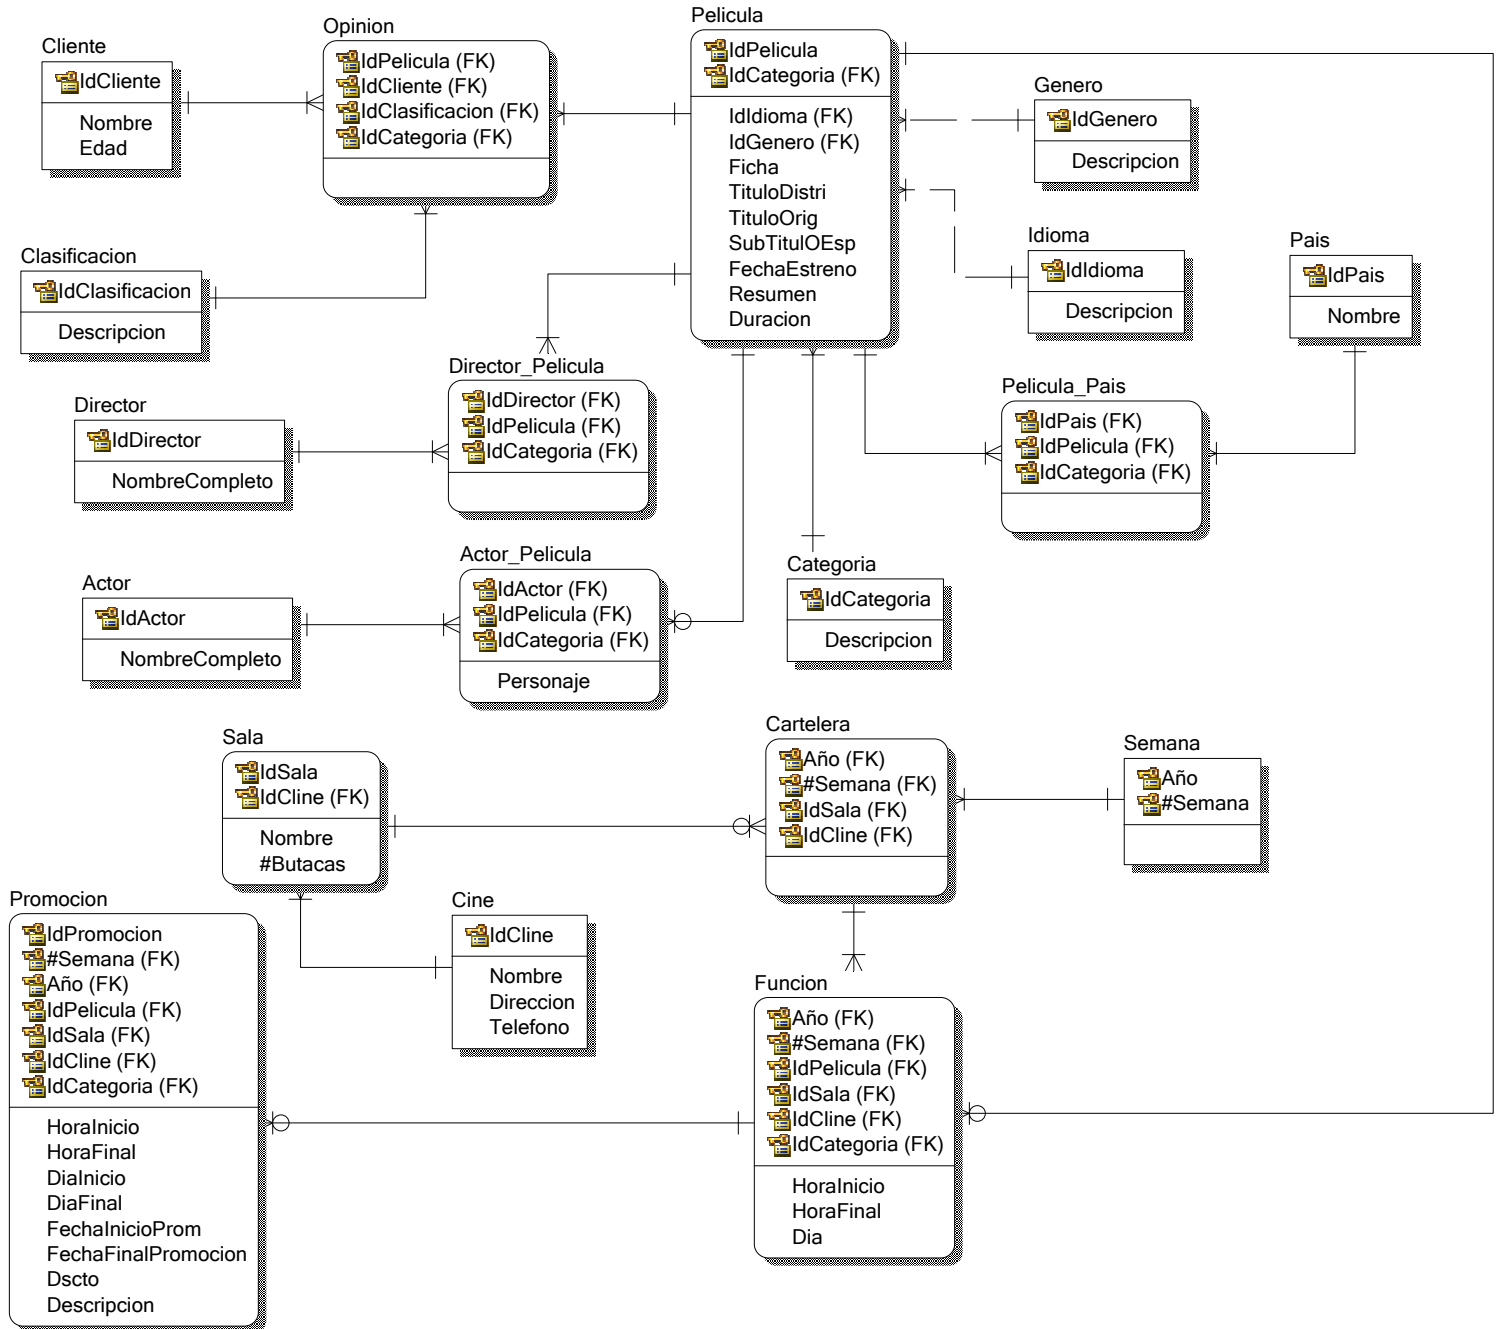 Cliente
IdCliente
Nombre
Edad
Opinion
IdPelicula (FK)
IdCliente (FK)
IdClasificacion (FK)
IdCategoria (FK)
Pelicula
IdPelicula
IdCategoria (FK)
IdIdioma (FK)
IdGenero (FK)
Ficha
TituloDistri
TituloOrig
SubTitulOEsp
FechaEstreno
Resumen
Duracion
Genero
IdGenero
Descripcion
Idioma
IdIdioma
Descripcion
Pais
IdPais
Nombre
Clasificacion
IdClasificacion
Descripcion
Director_Pelicula
IdDirector (FK)
IdPelicula (FK)
IdCategoria (FK)
Director
IdDirector
NombreCompleto
Pelicula_Pais
IdPais (FK)
IdPelicula (FK)
IdCategoria (FK)
Actor_Pelicula
IdActor (FK)
IdPelicula (FK)
IdCategoria (FK)
Personaje
Actor
IdActor
NombreCompleto
Categoria
IdCategoria
Descripcion
Sala
IdSala
IdCline (FK)
Nombre
#Butacas
Cartelera
Año (FK)
#Semana (FK)
IdSala (FK)
IdCline (FK)
Semana
Año
#Semana
Promocion
IdPromocion
#Semana (FK)
Año (FK)
IdPelicula (FK)
IdSala (FK)
IdCline (FK)
IdCategoria (FK)
HoraInicio
HoraFinal
DiaInicio
DiaFinal
FechaInicioProm
FechaFinalPromocion
Dscto
Descripcion
Cine
IdCline
Nombre
Direccion
Telefono
Funcion
Año (FK)
#Semana (FK)
IdPelicula (FK)
IdSala (FK)
IdCline (FK)
IdCategoria (FK)
HoraInicio
HoraFinal
Dia